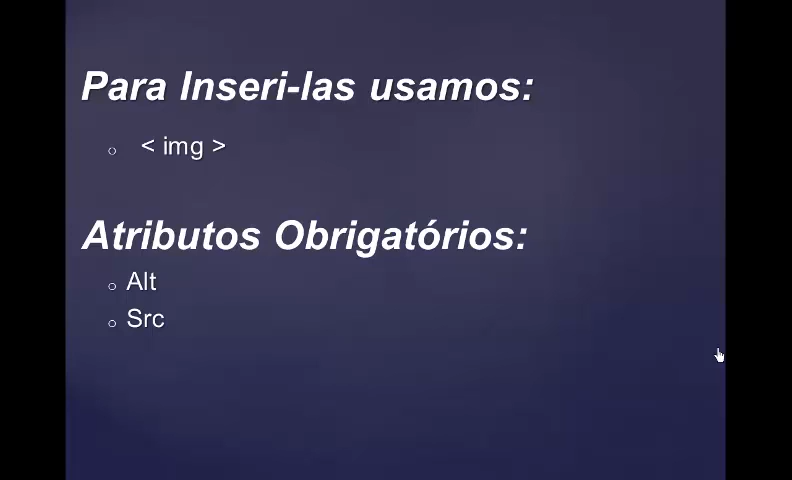 Para Inseri-las usamos:
< img >
Atributos Obrigatórios:
Alt
Src